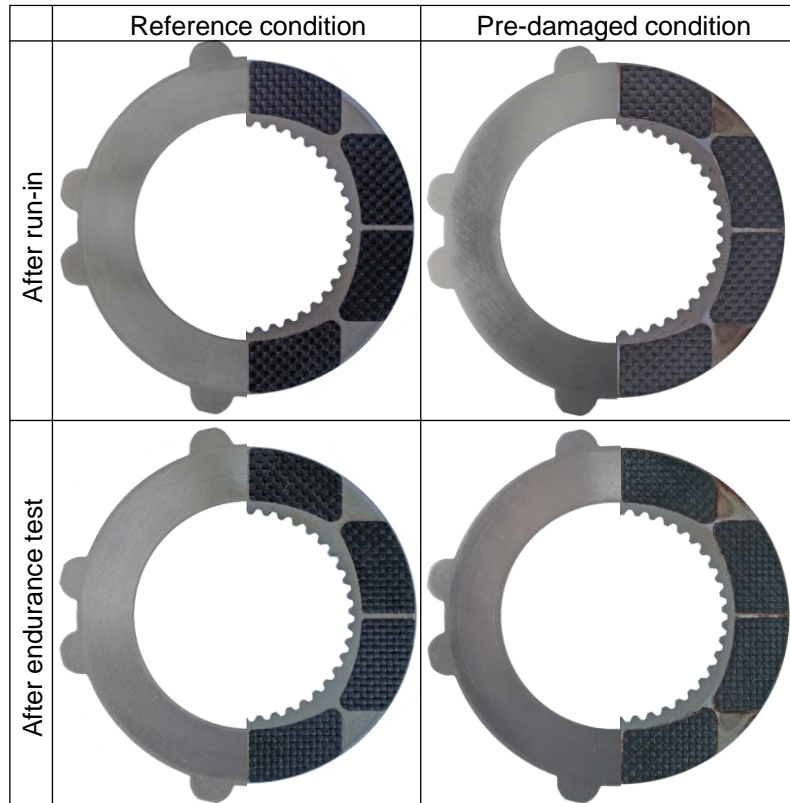 Reference condition
Pre-damaged condition
After run-in
After endurance test